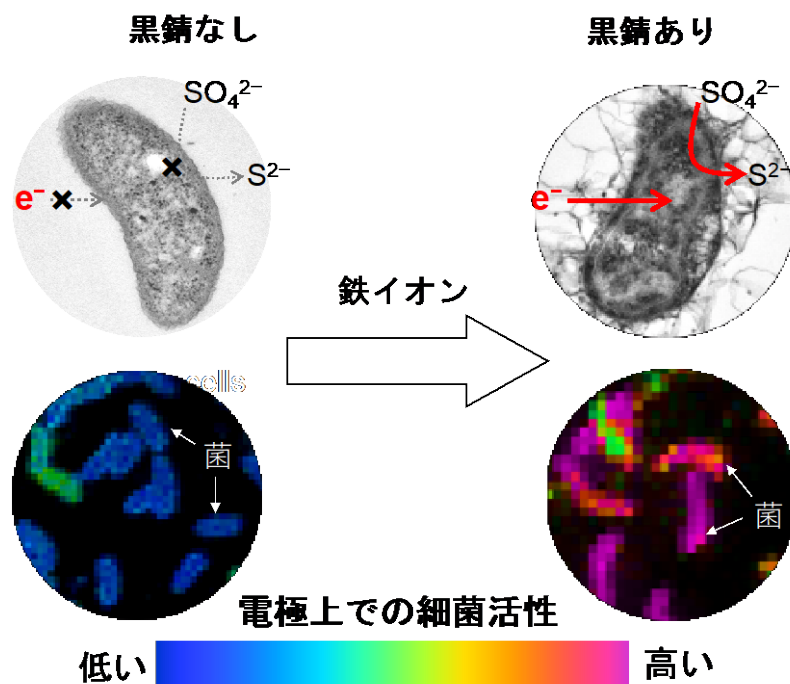 黒錆なし
黒錆あり
SO₄²⁻
S²⁻
e⁻
SO₄²⁻
S²⁻
e⁻
鉄イオン
cells
菌
菌
電極上での細菌活性
低い
高い